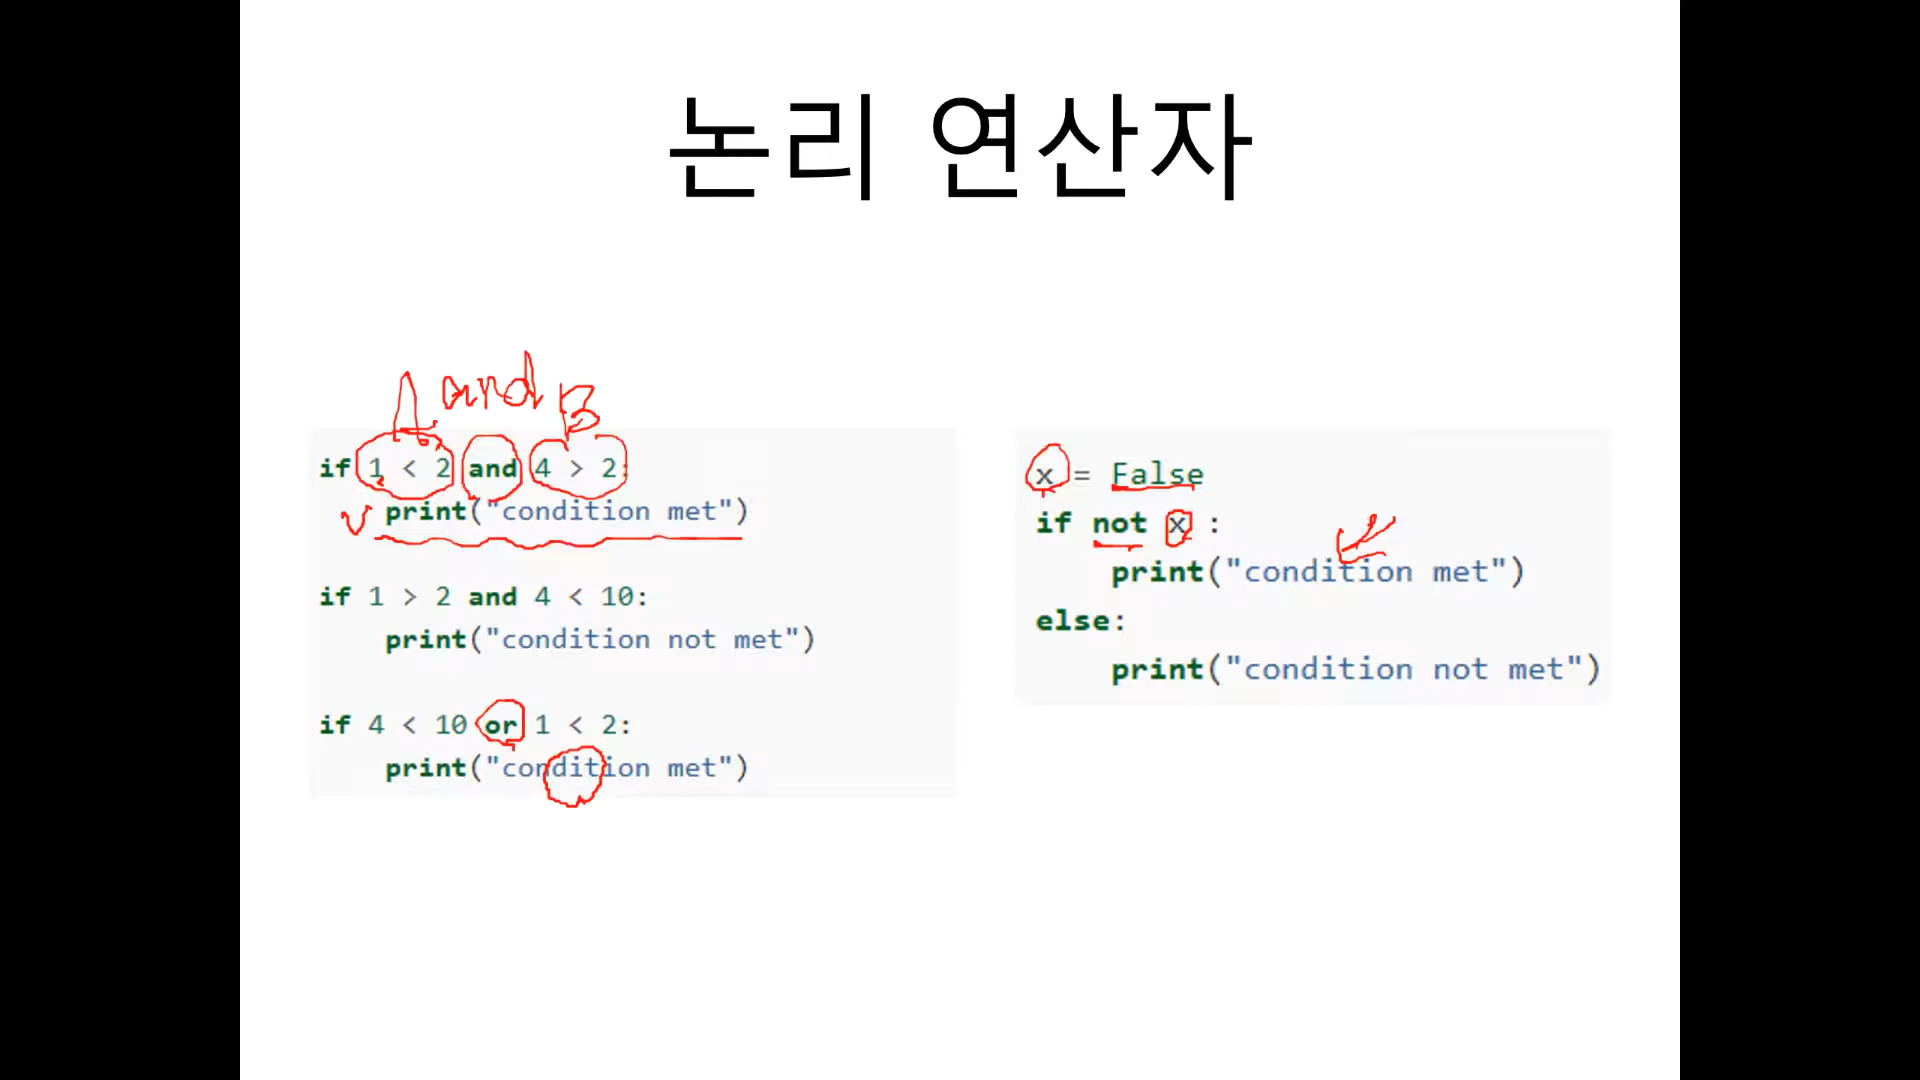 논리 연산자
A and B
if 1 < 2 and 4 > 2:
    print("condition met")
if 1 > 2 and 4 < 10:
    print("condition not met")
if 4 < 10 or 1 < 2:
    print("condition met")
x = False
if not x :
    print("condition met")
else:
    print("condition not met")